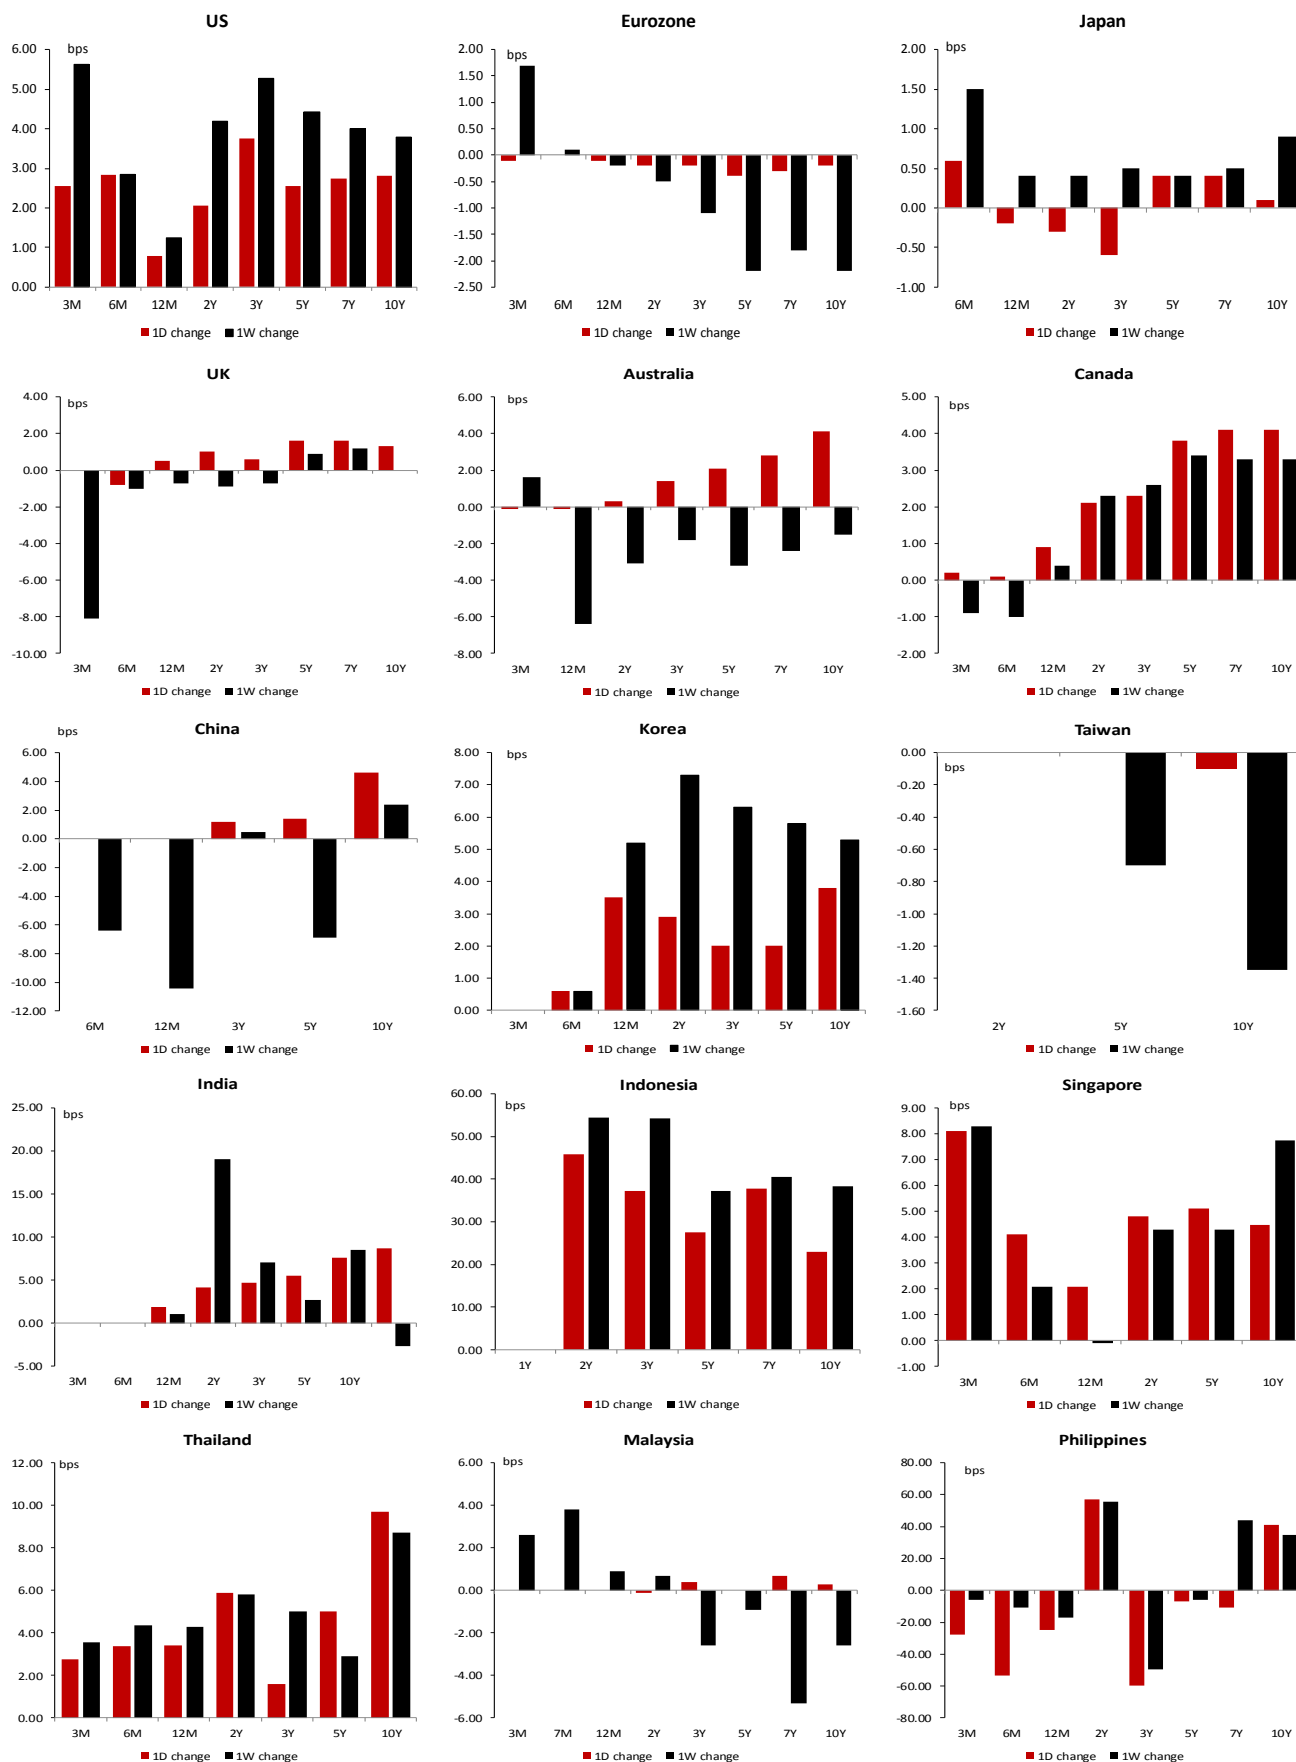 US
bps
6.00
5.00
4.00
3.00
2.00
1.00
0.00
3M 6M 12M 2Y 3Y 5Y 7Y 10Y
1D change 1W change
Eurozone
bps
2.00
1.50
1.00
0.50
0.00
-0.50
-1.00
-1.50
-2.00
-2.50
3M 6M 12M 2Y 3Y 5Y 7Y 10Y
1D change 1W change
Japan
bps
2.00
1.50
1.00
0.50
0.00
-0.50
-1.00
6M 12M 2Y 3Y 5Y 7Y 10Y
1D change 1W change
UK
bps
4.00
2.00
0.00
-2.00
-4.00
-6.00
-8.00
-10.00
3M 6M 12M 2Y 3Y 5Y 7Y 10Y
1D change 1W change
Australia
bps
6.00
4.00
2.00
0.00
-2.00
-4.00
-6.00
-8.00
3M 12M 2Y 3Y 5Y 7Y 10Y
1D change 1W change
Canada
bps
5.00
4.00
3.00
2.00
1.00
0.00
-1.00
-2.00
3M 6M 12M 2Y 3Y 5Y 7Y 10Y
1D change 1W change
China
bps
6.00
4.00
2.00
0.00
-2.00
-4.00
-6.00
-8.00
-10.00
-12.00
6M 12M 3Y 5Y 10Y
1D change 1W change
Korea
bps
8.00
7.00
6.00
5.00
4.00
3.00
2.00
1.00
0.00
3M 6M 12M 2Y 3Y 5Y 10Y
1D change 1W change
Taiwan
bps
0.00
-0.20
-0.40
-0.60
-0.80
-1.00
-1.20
-1.40
-1.60
2Y 5Y 10Y
1D change 1W change
India
bps
25.00
20.00
15.00
10.00
5.00
0.00
-5.00
3M 6M 12M 2Y 3Y 5Y 10Y
1D change 1W change
Indonesia
bps
60.00
50.00
40.00
30.00
20.00
10.00
0.00
1Y 2Y 3Y 5Y 7Y 10Y
1D change 1W change
Singapore
bps
9.00
8.00
7.00
6.00
5.00
4.00
3.00
2.00
1.00
0.00
-1.00
3M 6M 12M 2Y 5Y 10Y
1D change 1W change
Thailand
bps
12.00
10.00
8.00
6.00
4.00
2.00
0.00
3M 6M 12M 2Y 3Y 5Y 10Y
1D change 1W change
Malaysia
bps
6.00
4.00
2.00
0.00
-2.00
-4.00
-6.00
3M 7M 12M 2Y 3Y 5Y 7Y 10Y
1D change 1W change
Philippines
bps
80.00
60.00
40.00
20.00
0.00
-20.00
-40.00
-60.00
-80.00
3M 6M 12M 2Y 3Y 5Y 7Y 10Y
1D change 1W change